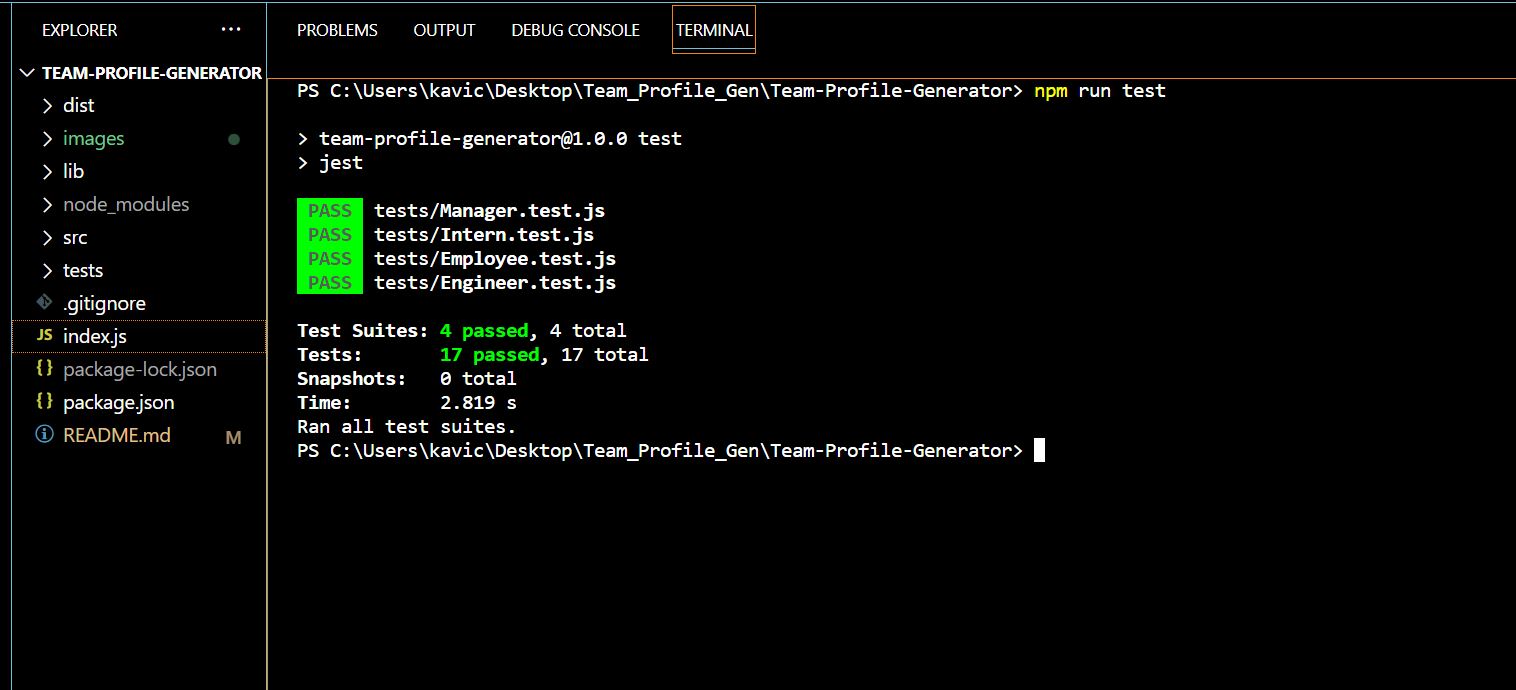 EXPLORER ···
TEAM-PROFILE-GENERATOR
dist
images
lib
node_modules
src
tests
.gitignore
JS index.js
{} package-lock.json
{} package.json
README.md M
PROBLEMS OUTPUT DEBUG CONSOLE TERMINAL
PS C:\Users\kavic\Desktop\Team_Profile_Gen\Team-Profile-Generator> npm run test
> team-profile-generator@1.0.0 test
> jest
PASS tests/Manager.test.js
PASS tests/Intern.test.js
PASS tests/Employee.test.js
PASS tests/Engineer.test.js
Test Suites: 4 passed, 4 total
Tests: 17 passed, 17 total
Snapshots: 0 total
Time: 2.819 s
Ran all test suites.
PS C:\Users\kavic\Desktop\Team_Profile_Gen\Team-Profile-Generator>